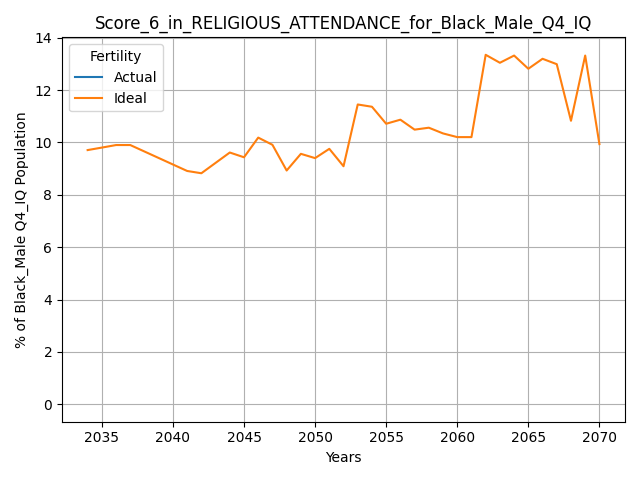 Score_6_in_RELIGIOUS_ATTENDANCE_for_Black_Male_Q4_IQ
14
12
10
8
6
4
2
0
% of Black_Male Q4_IQ Population
Fertility
Actual
Ideal
2035 2040 2045 2050 2055 2060 2065 2070
Years